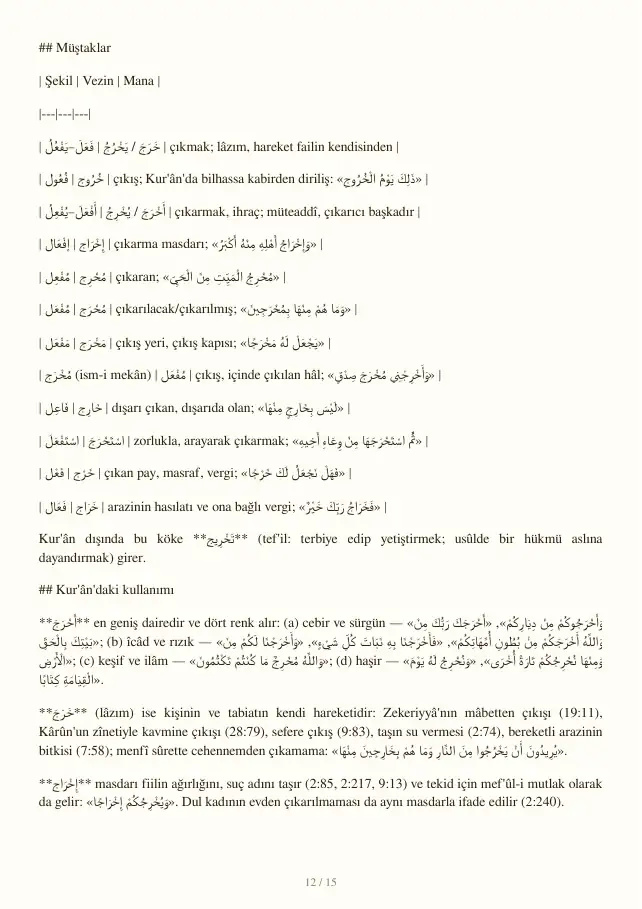 ## Müştaklar
| Şekil | Vezin | Mana |
|---|---|---|
| خَرَجَ / يَخْرُجُ | فَعَلَ–يَفْعُلُ | çıkmak; lâzım, hareket failin kendisinden |
| خُرُوج | فُعُول | çıkış; Kur'ân'da bilhassa kabirden diriliş: «ذٰلِكَ يَوْمُ الْخُرُوجِ» |
| أَخْرَجَ / يُخْرِجُ | أَفْعَلَ–يُفْعِلُ | çıkarmak, ihraç; müteaddî, çıkarıcı başkadır |
| إِخْرَاج | إِفْعَال | çıkarma masdarı; «وَإِخْرَاجُ أَهْلِهِ مِنْهُ أَكْبَرُ» |
| مُخْرِج | مُفْعِل | çıkaran; «مُخْرِجُ الْمَيِّتِ مِنَ الْحَيِّ» |
| مُخْرَج | مُفْعَل | çıkarılacak/çıkarılmış; «وَمَا هُمْ مِنْهَا بِمُخْرَجِينَ» |
| مَخْرَج | مَفْعَل | çıkış yeri, çıkış kapısı; «يَجْعَلْ لَهُ مَخْرَجًا» |
| مُخْرَج (ism-i mekân) | مُفْعَل | çıkış, içinde çıkılan hâl; «وَأَخْرِجْنِي مُخْرَجَ صِدْقٍ» |
| خَارِج | فَاعِل | dışarı çıkan, dışarıda olan; «لَيْسَ بِخَارِجٍ مِنْهَا» |
| اسْتَخْرَجَ | اسْتَفْعَلَ | zorlukla, arayarak çıkarmak; «ثُمَّ اسْتَخْرَجَهَا مِنْ وِعَاءِ أَخِيهِ» |
| خَرْج | فَعْل | çıkan pay, masraf, vergi; «فَهَلْ نَجْعَلُ لَكَ خَرْجًا» |
| خَرَاج | فَعَال | arazinin hasılatı ve ona bağlı vergi; «فَخَرَاجُ رَبِّكَ خَيْرٌ» |
Kur'ân dışında bu köke **تَخْرِيج** (tef'il: terbiye edip yetiştirmek; usûlde bir hükmü aslına
dayandırmak) girer.
## Kur'ân'daki kullanımı
**أَخْرَجَ** en geniş dairedir ve dört renk alır: (a) cebir ve sürgün — «وَأَخْرَجُوكُمْ مِنْ دِيَارِكُمْ», «أَخْرَجَكَ رَبُّكَ مِنْ
بَيْتِكَ بِالْحَقِّ»; (b) îcâd ve rızık — «وَاللّٰهُ أَخْرَجَكُمْ مِنْ بُطُونِ أُمَّهَاتِكُمْ», «فَأَخْرَجْنَا بِهِ نَبَاتَ كُلِّ شَيْءٍ», «وَأَخْرَجْنَا لَكُمْ مِنَ
الْأَرْضِ»; (c) keşif ve ilâm — «وَاللّٰهُ مُخْرِجٌ مَا كُنْتُمْ تَكْتُمُونَ»; (d) haşir — «وَمِنْهَا نُخْرِجُكُمْ تَارَةً أُخْرَى», «وَنُخْرِجُ لَهُ يَوْمَ
الْقِيَامَةِ كِتَابًا».
**خَرَجَ** (lâzım) ise kişinin ve tabiatın kendi hareketidir: Zekeriyyâ'nın mâbetten çıkışı (19:11),
Kârûn'un zînetiyle kavmine çıkışı (28:79), sefere çıkış (9:83), taşın su vermesi (2:74), bereketli arazinin
bitkisi (7:58); menfî sûrette cehennemden çıkamama: «يُرِيدُونَ أَنْ يَخْرُجُوا مِنَ النَّارِ وَمَا هُمْ بِخَارِجِينَ مِنْهَا».
**إِخْرَاج** masdarı fiilin ağırlığını, suç adını taşır (2:85, 2:217, 9:13) ve tekid için mef'ûl-i mutlak olarak
da gelir: «وَيُخْرِجُكُمْ إِخْرَاجًا». Dul kadının evden çıkarılmaması da aynı masdarla ifade edilir (2:240).
12 / 15